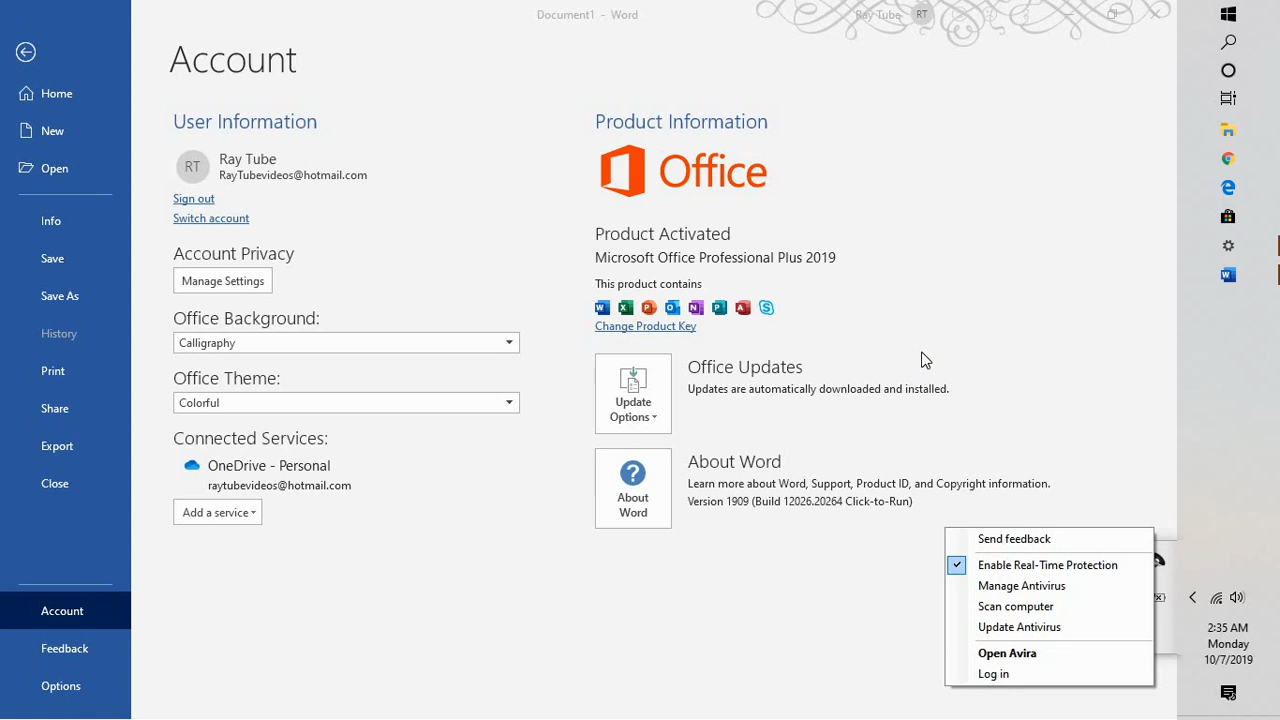 Document1 - Word
Ray Tube
RT
Account
Home
New
Open
Info
Save
Save As
History
Print
Share
Export
Close
Account
Feedback
Options
User Information
RT
Ray Tube
RayTubevideos@hotmail.com
Sign out
Switch account
Account Privacy
Manage Settings
Office Background:
Calligraphy
Office Theme:
Colorful
Connected Services:
OneDrive - Personal
raytubevideos@hotmail.com
Add a service
Product Information
Office
Product Activated
Microsoft Office Professional Plus 2019
This product contains
Change Product Key
Update
Options
Office Updates
Updates are automatically downloaded and installed.
About
Word
About Word
Learn more about Word, Support, Product ID, and Copyright information.
Version 1909 (Build 12026.20264 Click-to-Run)
Send feedback
Enable Real-Time Protection
Manage Antivirus
Scan computer
Update Antivirus
Open Avira
Log in
2:35 AM
Monday
10/7/2019